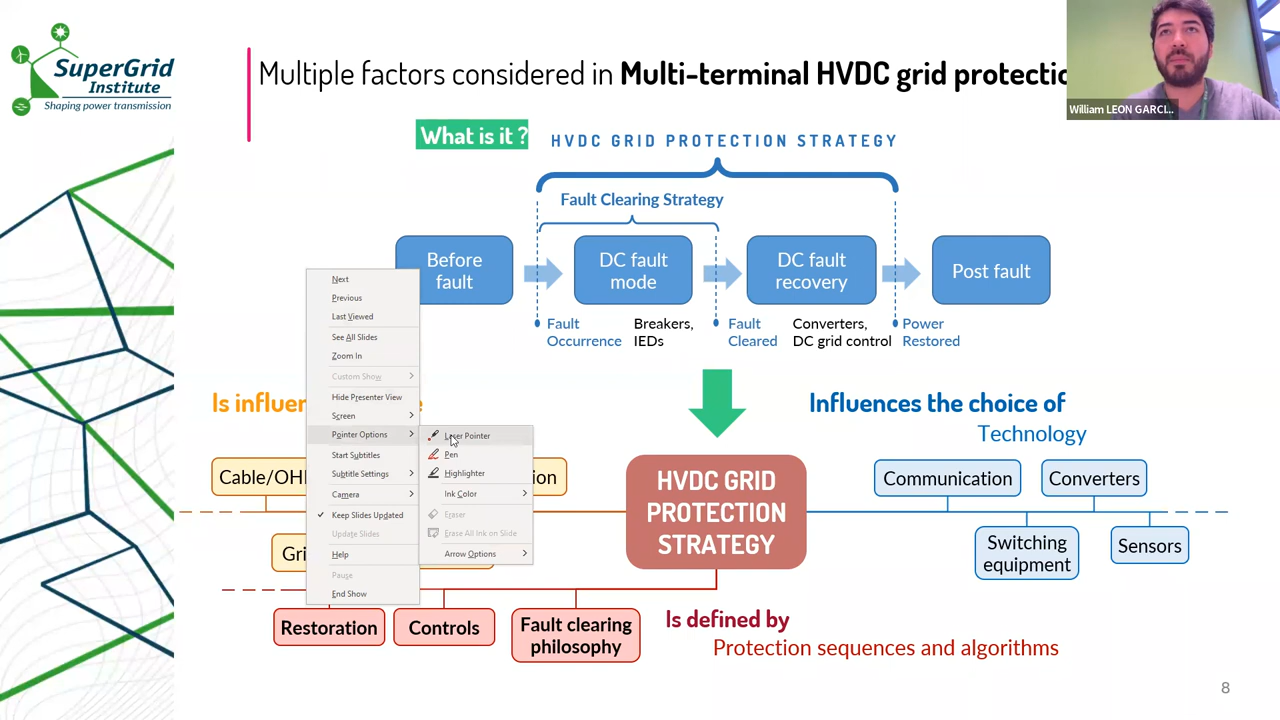 SuperGrid
Institute
Shaping power transmission
Multiple factors considered in Multi-terminal HVDC grid protectio
William LEON GARCI...
What is it ?
HVDC GRID PROTECTION STRATEGY
Fault Clearing Strategy
Before
fault
DC fault
mode
DC fault
recovery
Post fault
Fault
Occurrence
Breakers,
IEDs
Fault
Cleared
Converters,
DC grid control
Power
Restored
Next
Previous
Last Viewed
See All Slides
Zoom In
Custom Show
Hide Presenter View
Screen
Pointer Options
Start Subtitles
Subtitle Settings
Camera
Keep Slides Updated
Update Slides
Help
Pause
End Show
Laser Pointer
Pen
Highlighter
Ink Color
Eraser
Erase All Ink on Slide
Arrow Options
Is influen
Cable/OH
ion
Gri
HVDC GRID
PROTECTION
STRATEGY
Influences the choice of
Technology
Communication
Converters
Switching
equipment
Sensors
Restoration
Controls
Fault clearing
philosophy
Is defined by
Protection sequences and algorithms
8